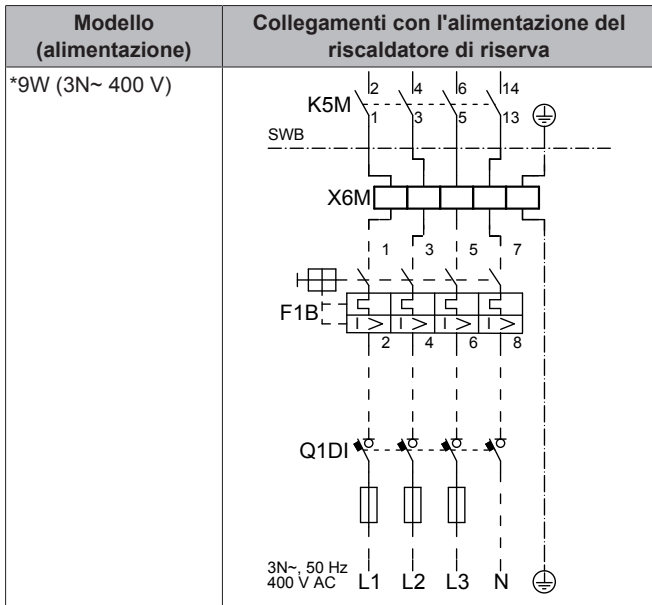 Modello
(alimentazione)
Collegamenti con l'alimentazione del
riscaldatore di riserva
*9W (3N~ 400 V)
2 4 6 14
K5M
1 3 5 13
SWB
X6M
1 3 5 7
F1B
I > I > I > I >
2 4 6 8
Q1DI
3N~, 50 Hz
400 V AC
L1 L2 L3 N